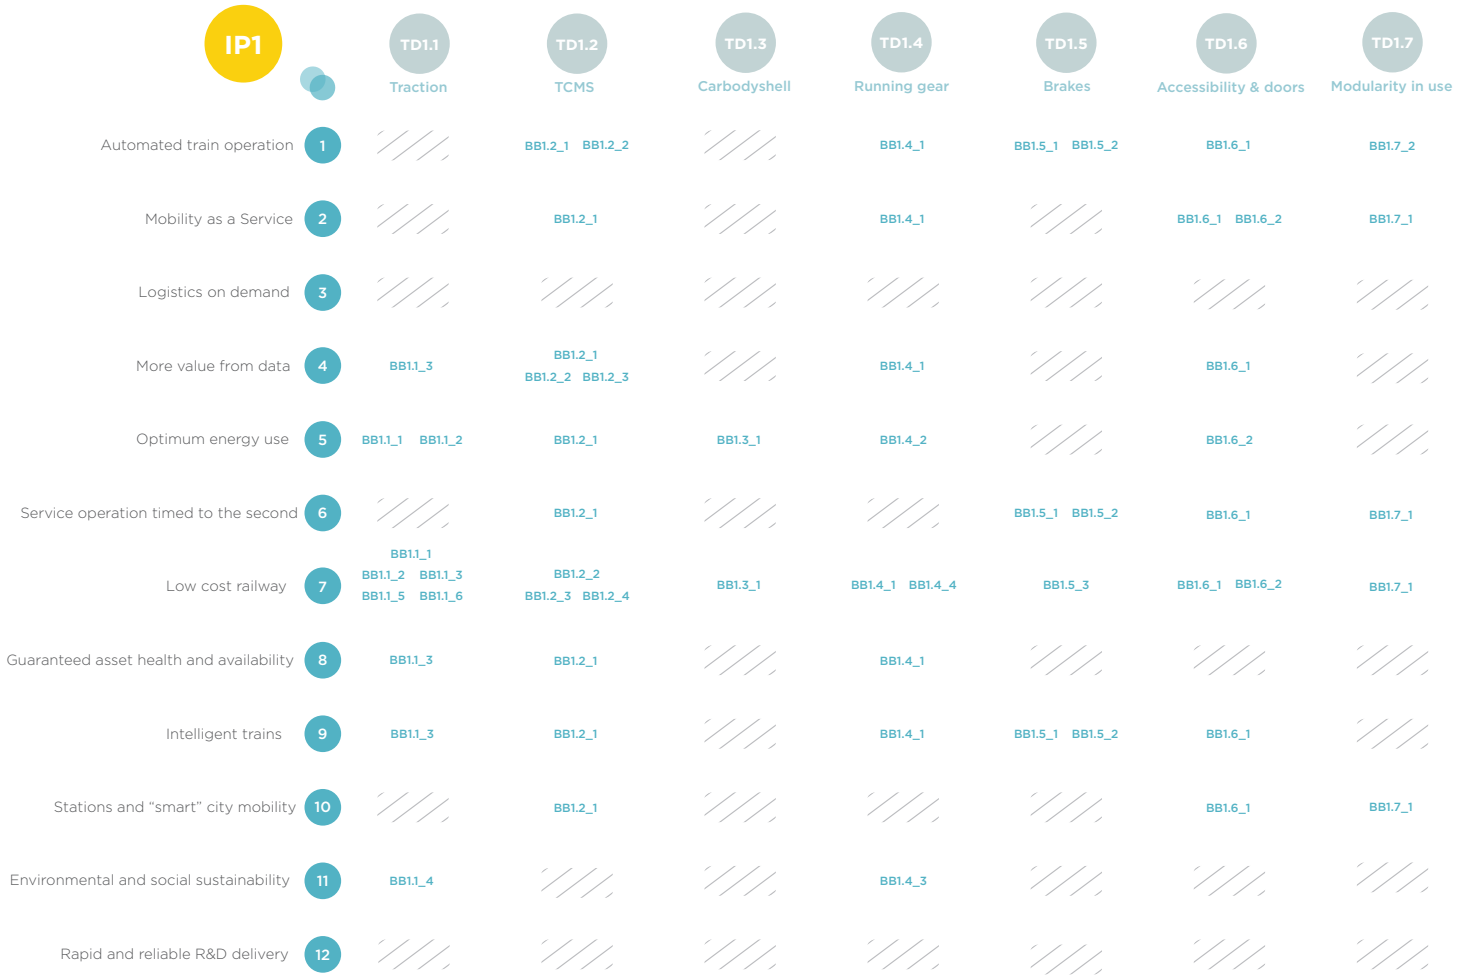 IP1 TD1.1 TD1.2 TD1.3 TD1.4 TD1.5 TD1.6 TD1.7
Traction TCMS Carbodyshell Running gear Brakes Accessibility & doors Modularity in use
Automated train operation 1 BB1.2_1 BB1.2_2 BB1.4_1 BB1.5_1 BB1.5_2 BB1.6_1 BB1.7_2
Mobility as a Service 2 BB1.2_1 BB1.4_1 BB1.6_1 BB1.6_2 BB1.7_1
Logistics on demand 3
BB1.2_1
More value from data 4 BB1.1_3 BB1.4_1 BB1.6_1
BB1.2_2 BB1.2_3
Optimum energy use 5 BB1.1_1 BB1.1_2 BB1.2_1 BB1.3_1 BB1.4_2 BB1.6_2
Service operation timed to the second 6 BB1.2_1 BB1.5_1 BB1.5_2 BB1.6_1 BB1.7_1
BB1.1_1
BB1.1_2 BB1.1_3 BB1.2_2
Low cost railway 7 BB1.3_1 BB1.4_1 BB1.4_4 BB1.5_3 BB1.6_1 BB1.6_2 BB1.7_1
BB1.1_5 BB1.1_6 BB1.2_3 BB1.2_4
Guaranteed asset health and availability 8 BB1.1_3 BB1.2_1 BB1.4_1
Intelligent trains 9 BB1.1_3 BB1.2_1 BB1.4_1 BB1.5_1 BB1.5_2 BB1.6_1
Stations and “smart” city mobility 10 BB1.2_1 BB1.6_1 BB1.7_1
Environmental and social sustainability 11 BB1.1_4 BB1.4_3
Rapid and reliable R&D delivery 12